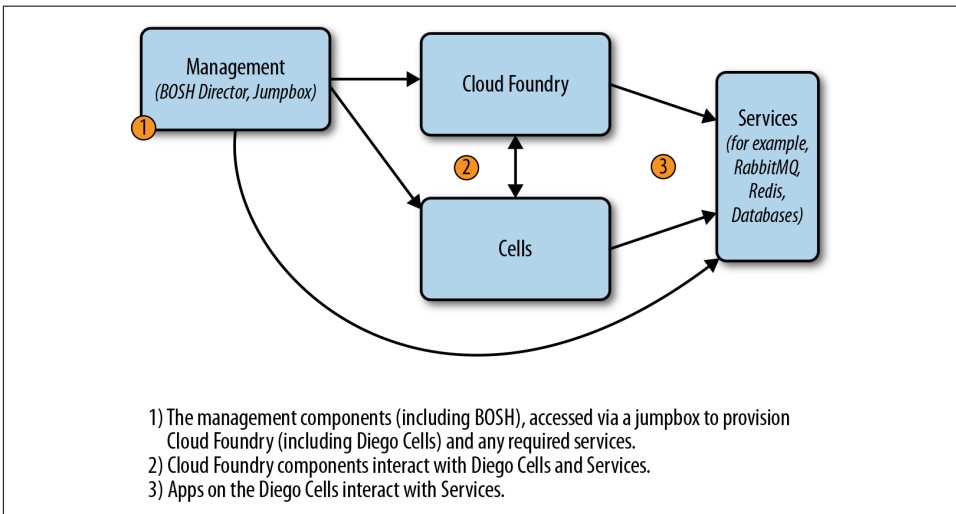 Management
(BOSH Director, Jumpbox)
1
Cloud Foundry
2
3
Services
(for example,
RabbitMQ,
Redis,
Databases)
Cells
1) The management components (including BOSH), accessed via a jumpbox to provision
Cloud Foundry (including Diego Cells) and any required services.
2) Cloud Foundry components interact with Diego Cells and Services.
3) Apps on the Diego Cells interact with Services.